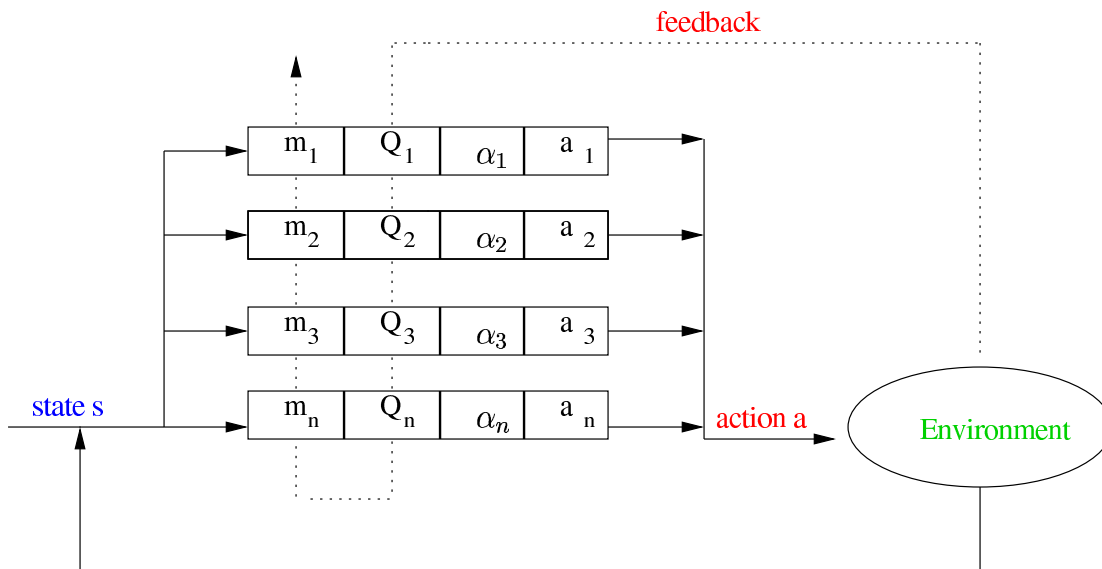 feedback
m1 Q1 α1 a 1
m2 Q2 α2 a 2
m3 Q3 α3 a 3
mn Qn αn a n
state s
action a
Environment